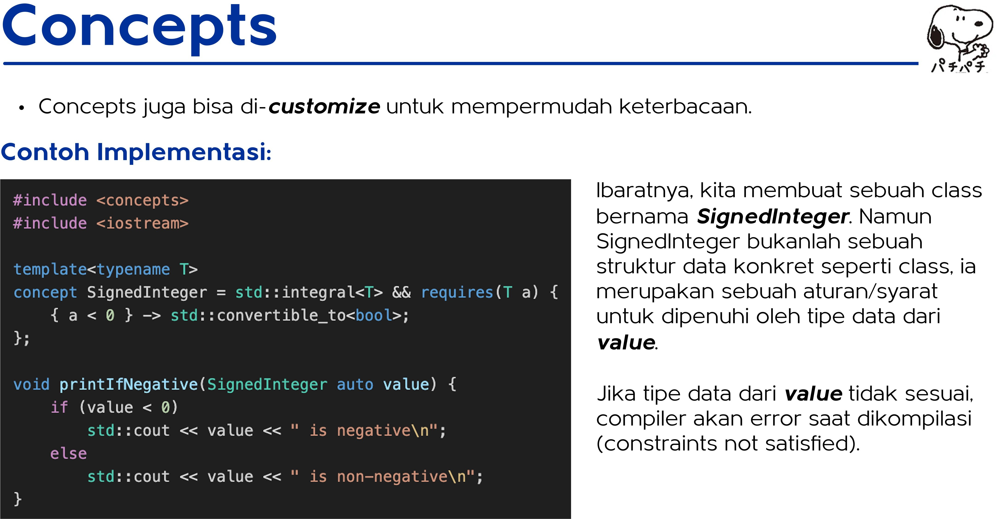 Concepts
パチパチ
• Concepts juga bisa di-customize untuk mempermudah keterbacaan.
Contoh Implementasi:
#include <concepts>
#include <iostream>
template<typename T>
concept SignedInteger = std::integral<T> && requires(T a) {
    { a < 0 } -> std::convertible_to<bool>;
};
void printIfNegative(SignedInteger auto value) {
    if (value < 0)
        std::cout << value << " is negative\n";
    else
        std::cout << value << " is non-negative\n";
}
Ibaratnya, kita membuat sebuah class
bernama SignedInteger. Namun
SignedInteger bukanlah sebuah
struktur data konkret seperti class, ia
merupakan sebuah aturan/syarat
untuk dipenuhi oleh tipe data dari
value.
Jika tipe data dari value tidak sesuai,
compiler akan error saat dikompilasi
(constraints not satisfied).